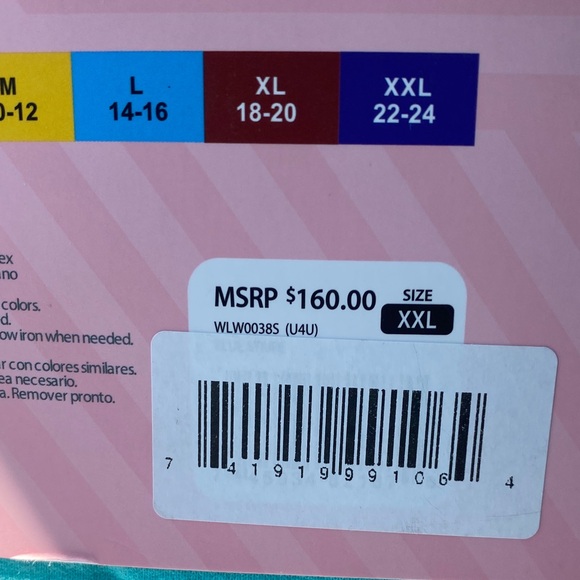 M L XL XXL
0-12 14-16 18-20 22-24
ex
ano
colors.
d.
ow iron when needed.
r con colores similares.
ea necesario.
a. Remover pronto.
MSRP $160.00 SIZE
WLW0038S (U4U) XXL
7 41919 99106 4